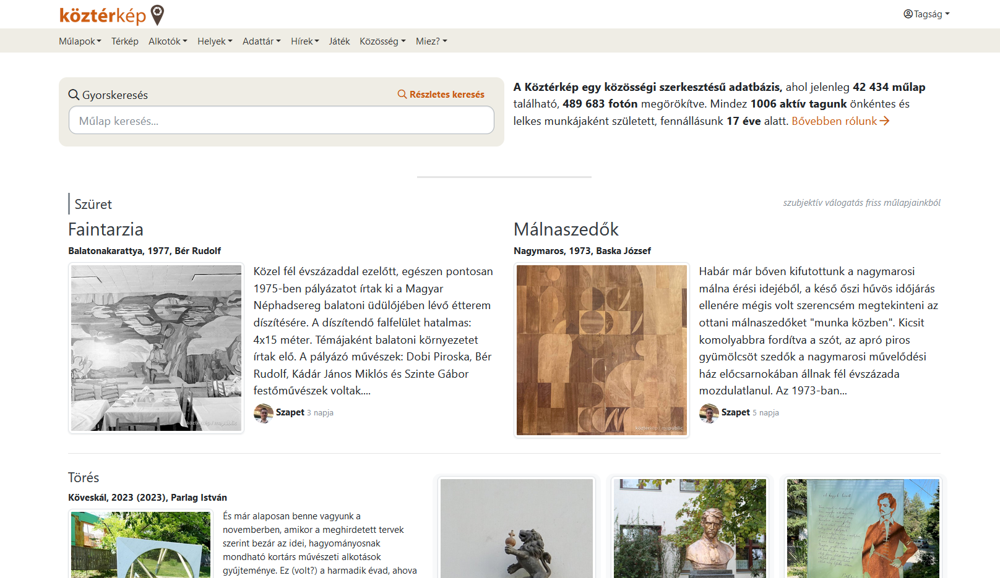 köztérkép
Tagság
Műlapok Térkép Alkotók Helyek Adattár Hírek Játék Közösség Miez?
Gyorskeresés
Részletes keresés
Műlap keresés...
A Köztérkép egy közösségi szerkesztésű adatbázis, ahol jelenleg 42 434 műlap
található, 489 683 fotón megörökítve. Mindez 1006 aktív tagunk önkéntes és
lelkes munkájaként született, fennállásunk 17 éve alatt. Bővebben rólunk
Szüret
szubjektív válogatás friss műlapjainkból
Faintarzia
Balatonakarattya, 1977, Bér Rudolf
Közel fél évszázaddal ezelőtt, egészen pontosan
1975-ben pályázatot írtak ki a Magyar
Néphadsereg balatoni üdülőjében lévő étterem
díszítésére. A díszítendő falfelület hatalmas:
4x15 méter. Témájaként balatoni környezetet
írtak elő. A pályázó művészek: Dobi Piroska, Bér
Rudolf, Kádár János Miklós és Szinte Gábor
festőművészek voltak....
köztérkép / mapublic
Szapet 3 napja
Málnaszedők
Nagymaros, 1973, Baska József
Habár már bőven kifutottunk a nagymarosi
málna érési idejéből, a késő őszi hűvös időjárás
ellenére mégis volt szerencsém megtekinteni az
ottani málnaszedőket "munka közben". Kicsit
komolyabbra fordítva a szót, az apró piros
gyümölcsöt szedők a nagymarosi művelődési
ház előcsarnokában állnak fél évszázada
mozdulatlanul. Az 1973-ban...
köztérkép / mapublic
Szapet 5 napja
Törés
Köveskál, 2023 (2023), Parlag István
És már alaposan benne vagyunk a
novemberben, amikor a meghirdetett tervek
szerint bezár az idei, hagyományosnak
mondható kortárs művészeti alkotások
gyűjteménye. Ez (volt?) a harmadik évad, ahova